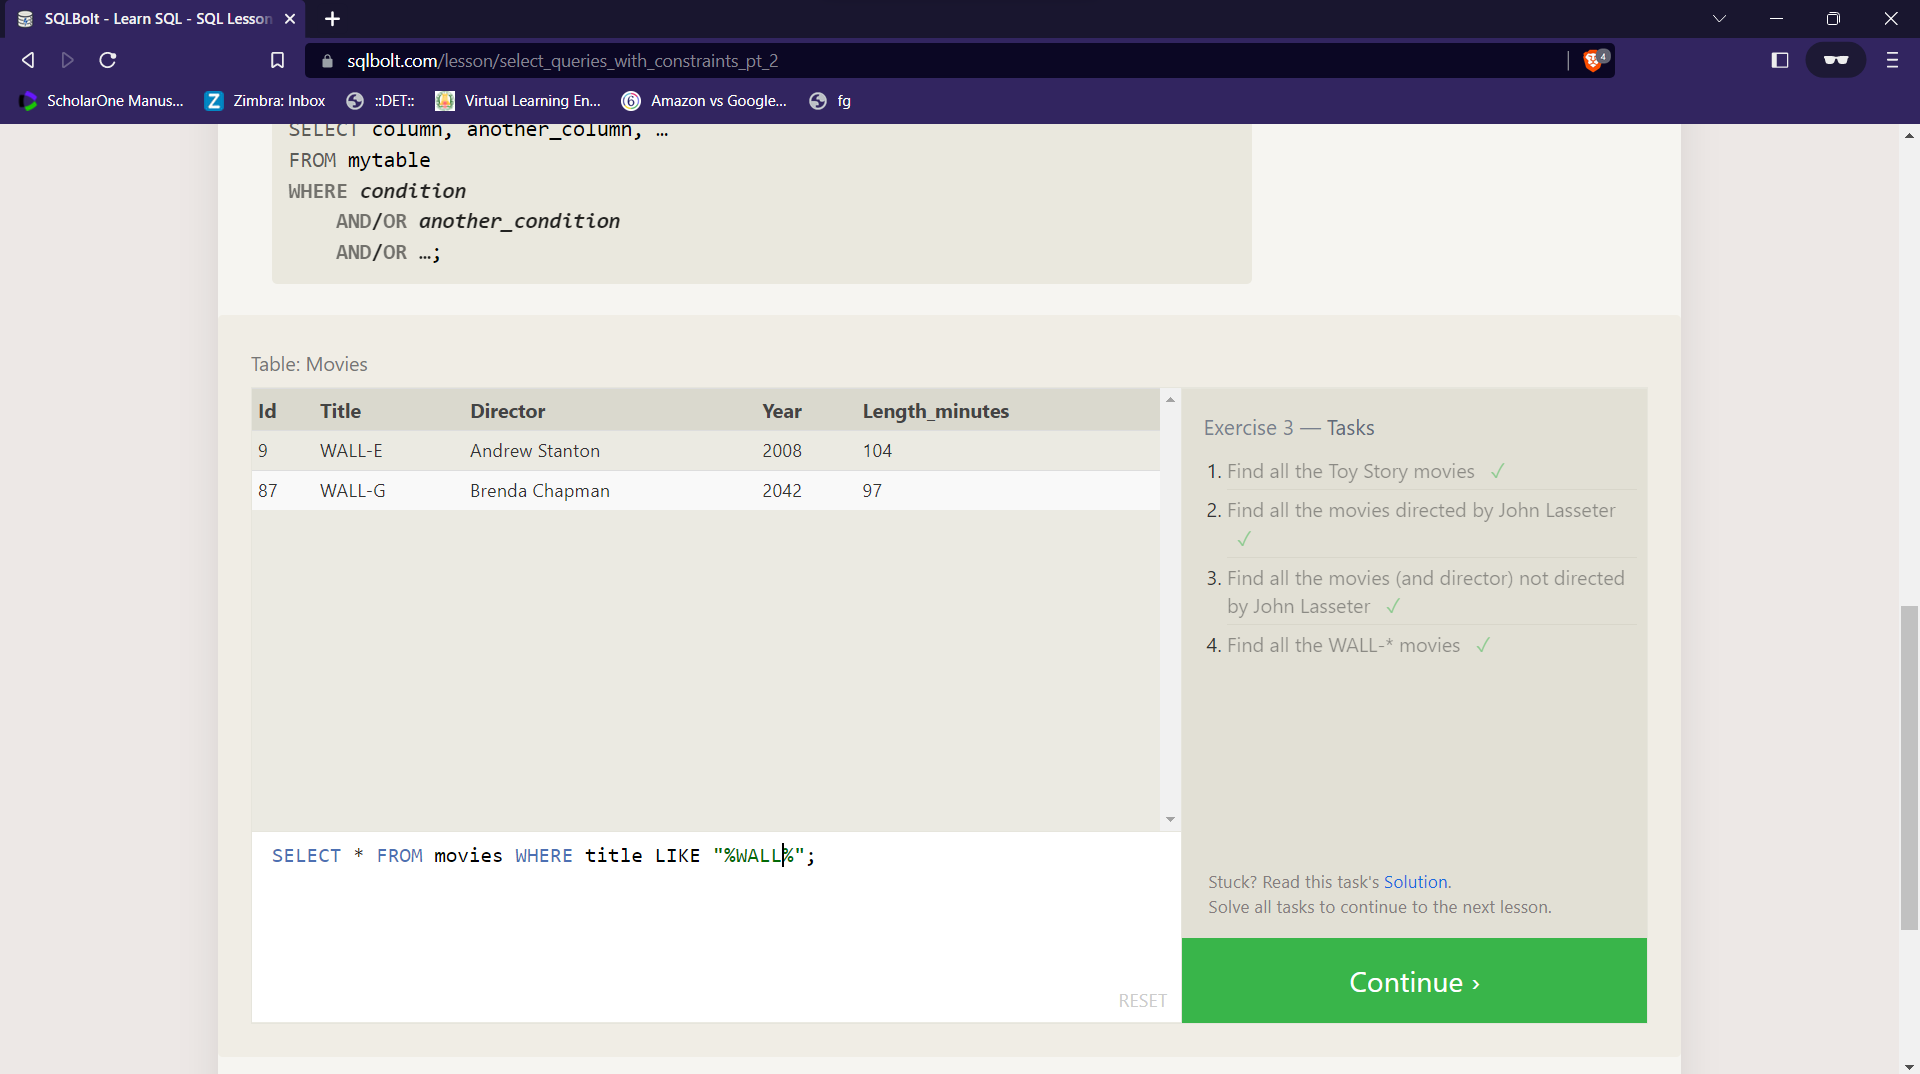 SQLBolt - Learn SQL - SQL Lesson
sqlbolt.com/lesson/select_queries_with_constraints_pt_2
4
ScholarOne Manus... Zimbra: Inbox ::DET:: Virtual Learning En... Amazon vs Google... fg
SELECT column, another_column, …
FROM mytable
WHERE condition
AND/OR another_condition
AND/OR …;
Table: Movies
Id Title Director Year Length_minutes
9 WALL-E Andrew Stanton 2008 104
87 WALL-G Brenda Chapman 2042 97
SELECT * FROM movies WHERE title LIKE "%WALL%";
RESET
Exercise 3 — Tasks
1. Find all the Toy Story movies ✓
2. Find all the movies directed by John Lasseter
✓
3. Find all the movies (and director) not directed
by John Lasseter ✓
4. Find all the WALL-* movies ✓
Stuck? Read this task's Solution.
Solve all tasks to continue to the next lesson.
Continue ›